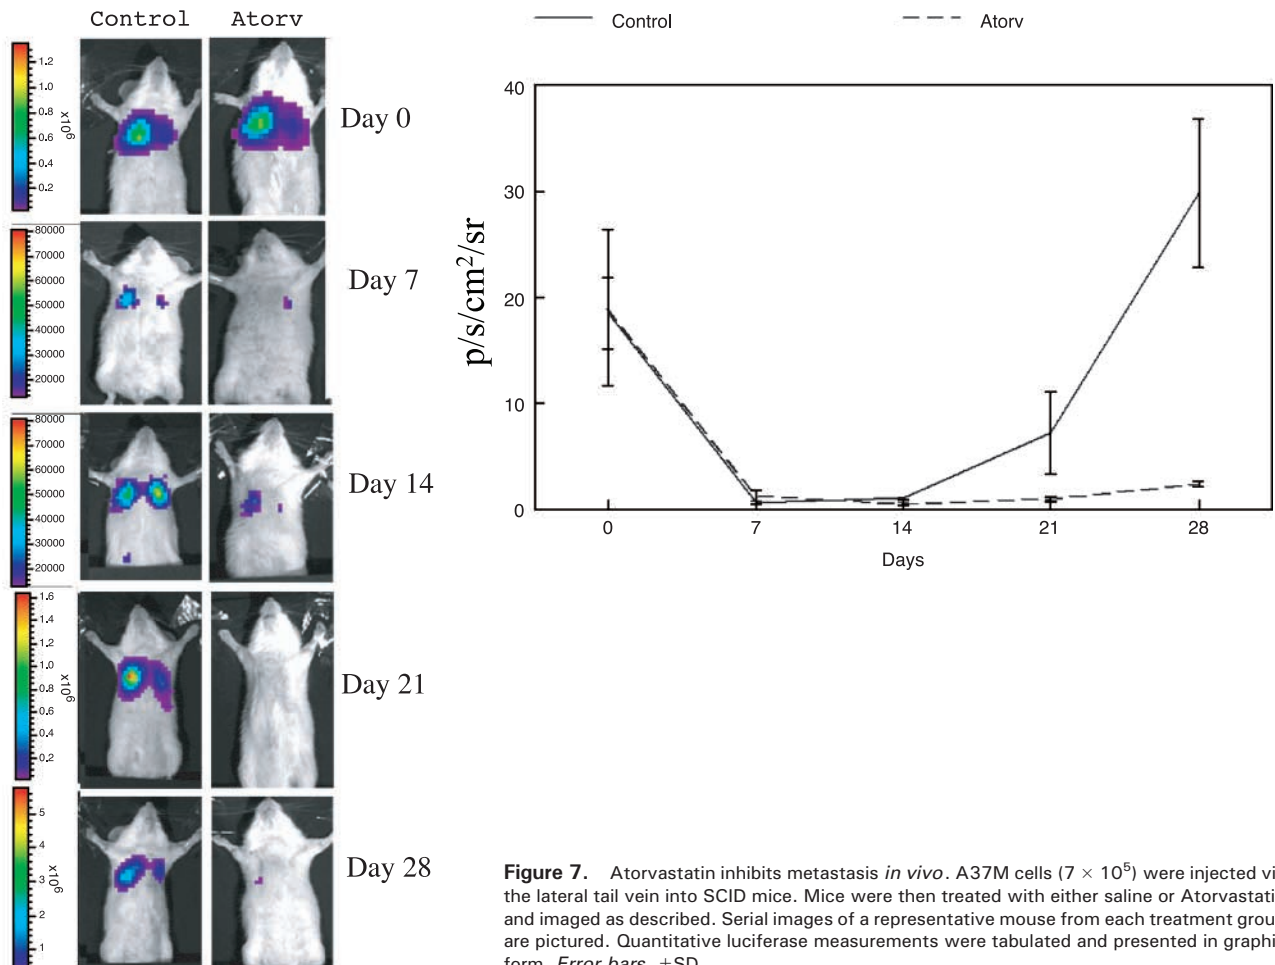 Control Atorv
Control
Atorv
1.2
1.0
0.8
0.6
0.4
0.2
x10⁶
Day 0
80000
70000
60000
50000
40000
30000
20000
Day 7
80000
70000
60000
50000
40000
30000
20000
Day 14
1.6
1.4
1.2
1.0
0.8
0.6
0.4
0.2
x10⁶
Day 21
5
4
3
2
1
x10⁶
Day 28
p/s/cm²/sr
40
30
20
10
0
0 7 14 21 28
Days
Figure 7. Atorvastatin inhibits metastasis in vivo. A37M cells (7 × 10⁵) were injected vi
the lateral tail vein into SCID mice. Mice were then treated with either saline or Atorvastati
and imaged as described. Serial images of a representative mouse from each treatment grou
are pictured. Quantitative luciferase measurements were tabulated and presented in graphi
form. Error bars, ±SD.